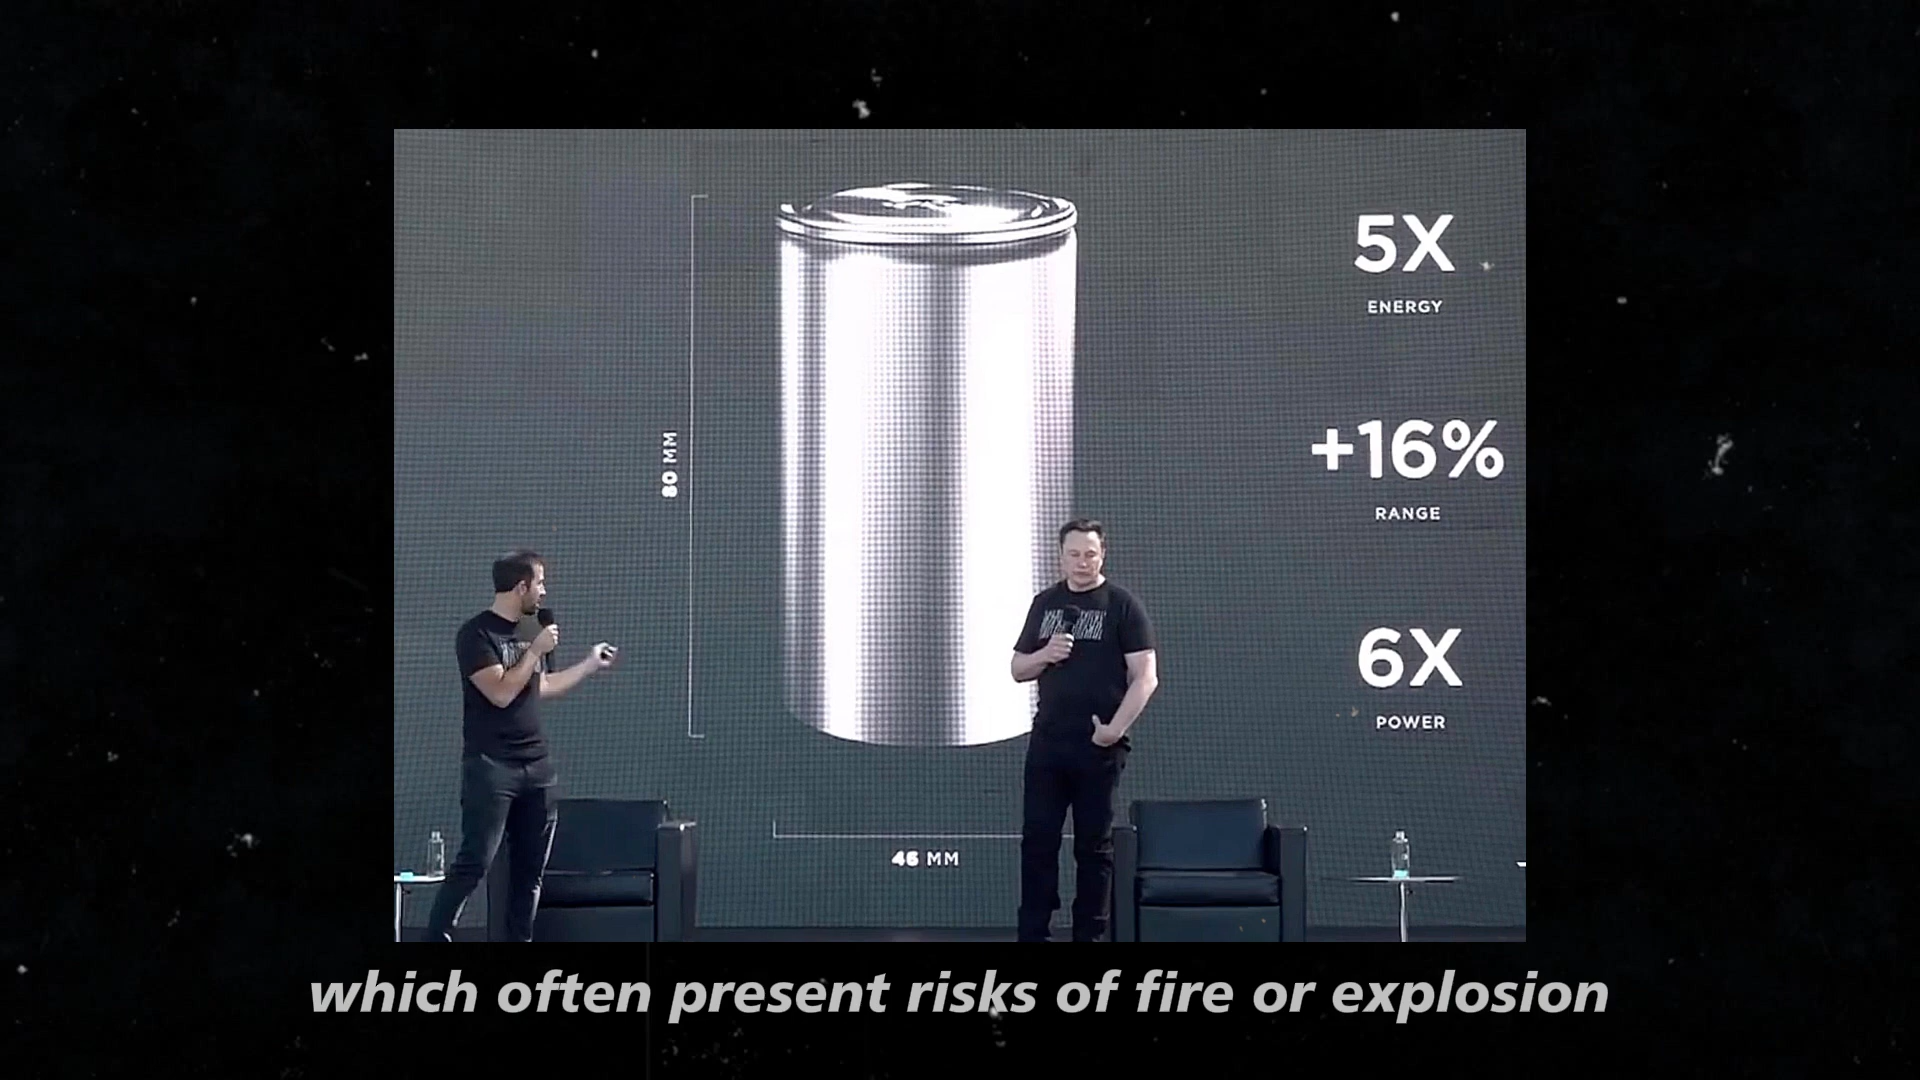 5X
ENERGY
+16%
RANGE
6X
POWER
80 MM
46 MM
which often present risks of fire or explosion